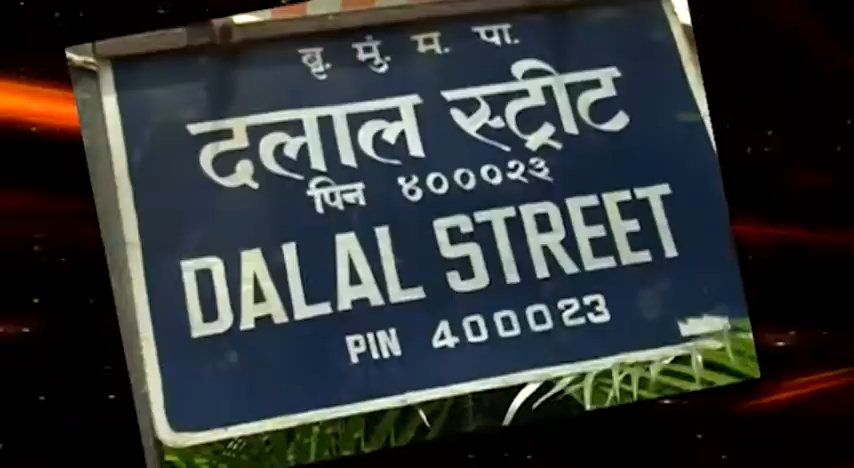 बृ. मुं. म. पा.
दलाल स्ट्रीट
पिन ४०००२३
DALAL STREET
PIN 400023